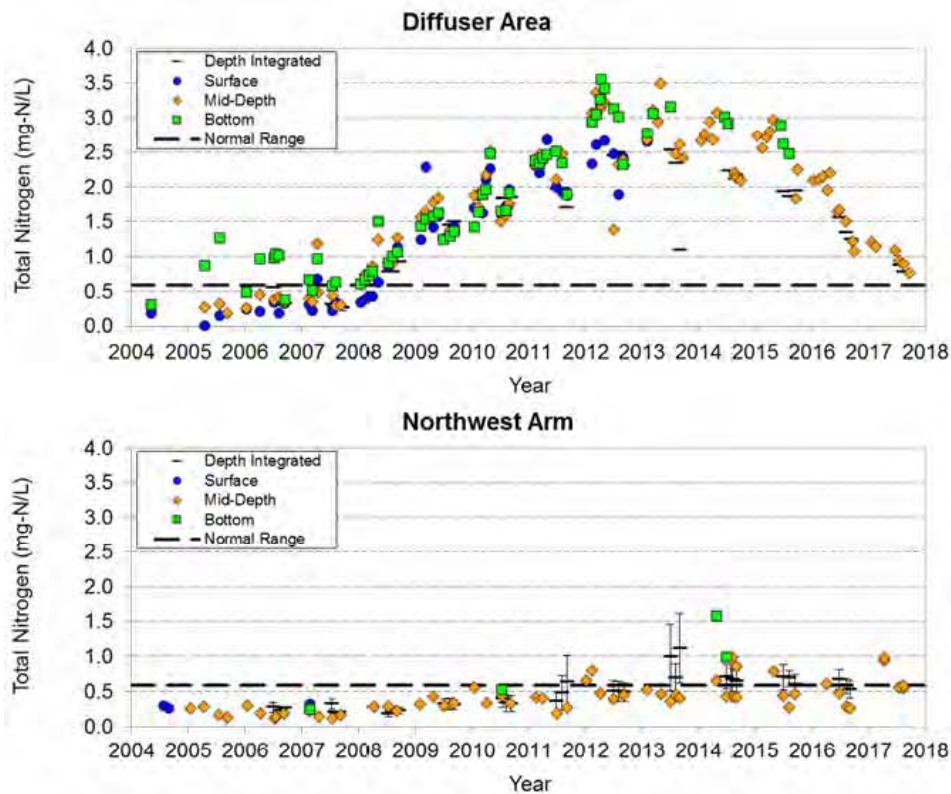 Diffuser Area
Total Nitrogen (mg-N/L)
4.0
3.5
3.0
2.5
2.0
1.5
1.0
0.5
0.0
Depth Integrated
Surface
Mid-Depth
Bottom
Normal Range
2004 2005 2006 2007 2008 2009 2010 2011 2012 2013 2014 2015 2016 2017 2018
Year
Northwest Arm
Total Nitrogen (mg-N/L)
4.0
3.5
3.0
2.5
2.0
1.5
1.0
0.5
0.0
Depth Integrated
Surface
Mid-Depth
Bottom
Normal Range
2004 2005 2006 2007 2008 2009 2010 2011 2012 2013 2014 2015 2016 2017 2018
Year